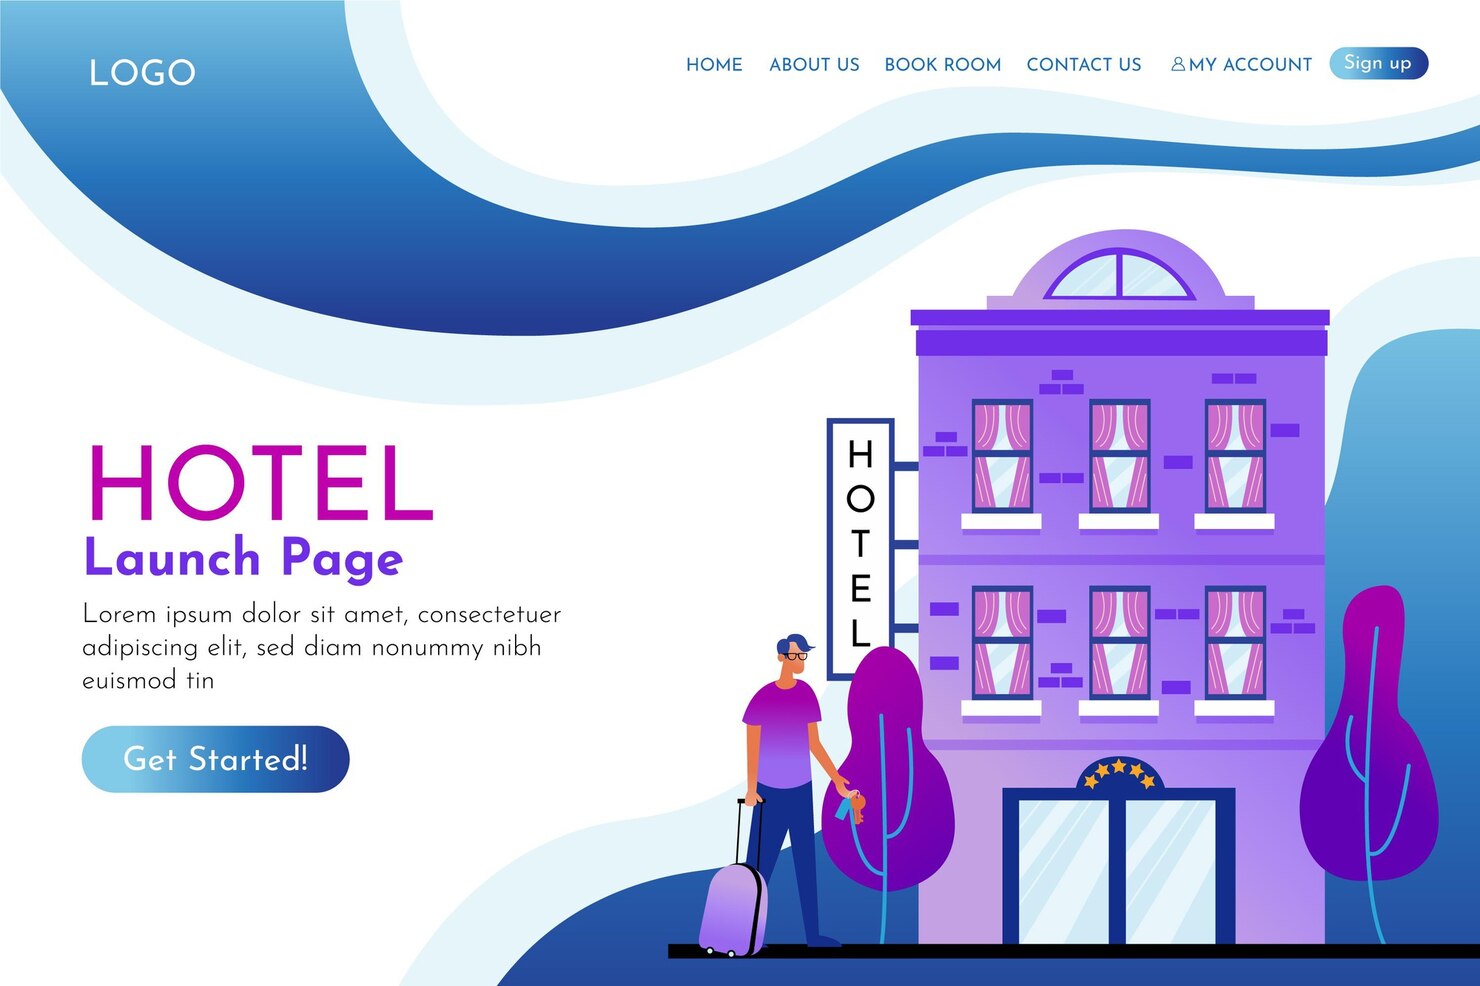 LOGO
HOME ABOUT US BOOK ROOM CONTACT US MY ACCOUNT Sign up
HOTEL
Launch Page
Lorem ipsum dolor sit amet, consectetuer
adipiscing elit, sed diam nonummy nibh
euismod tin
Get Started!
HOTEL